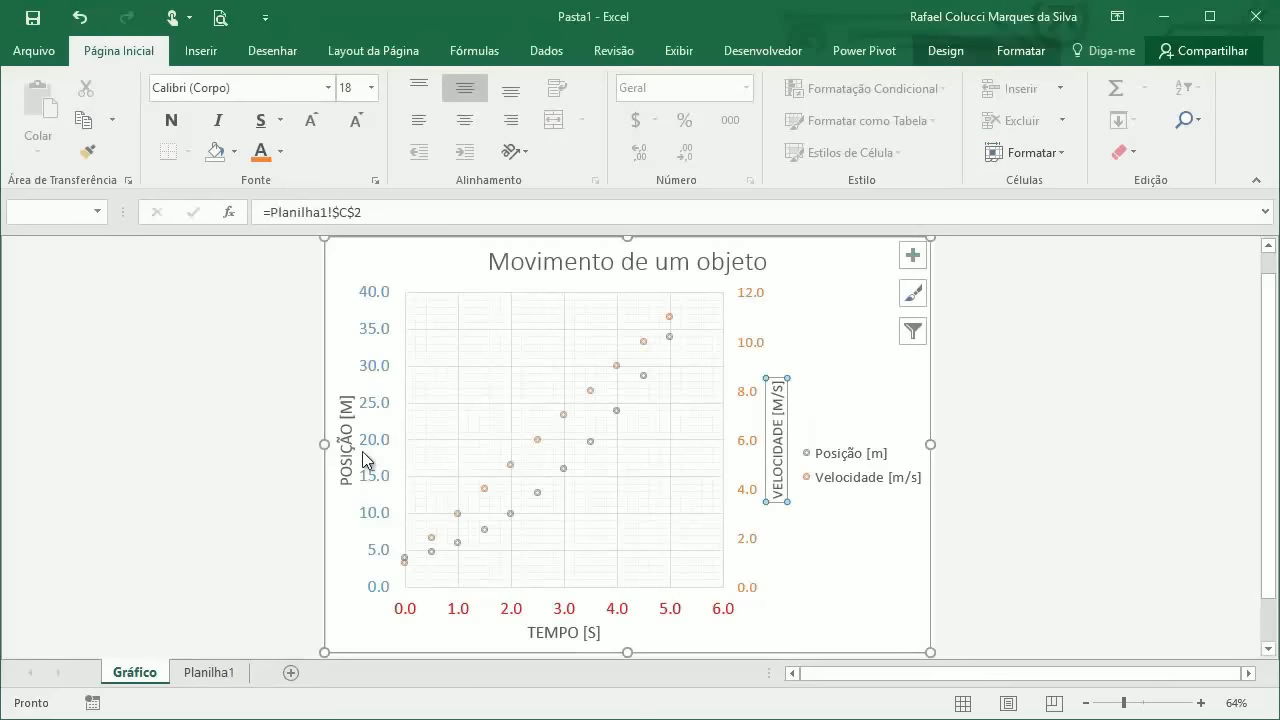 Pasta1 - Excel
Rafael Colucci Marques da Silva
Arquivo
Página Inicial
Inserir
Desenhar
Layout da Página
Fórmulas
Dados
Revisão
Exibir
Desenvolvedor
Power Pivot
Design
Formatar
Diga-me
Compartilhar
Colar
Área de Transferência
Calibri (Corpo)
18
N I S A A
A
Fonte
Alinhamento
Geral
$ % 000
Número
Formatação Condicional
Formatar como Tabela
Estilos de Célula
Estilo
Inserir
Excluir
Formatar
Células
Edição
fx
=Planilha1!$C$2
Movimento de um objeto
40.0
35.0
30.0
25.0
20.0
15.0
10.0
5.0
0.0
POSIÇÃO [M]
12.0
10.0
8.0
6.0
4.0
2.0
0.0
VELOCIDADE [M/S]
Posição [m]
Velocidade [m/s]
0.0 1.0 2.0 3.0 4.0 5.0 6.0
TEMPO [S]
Gráfico
Planilha1
Pronto
64%